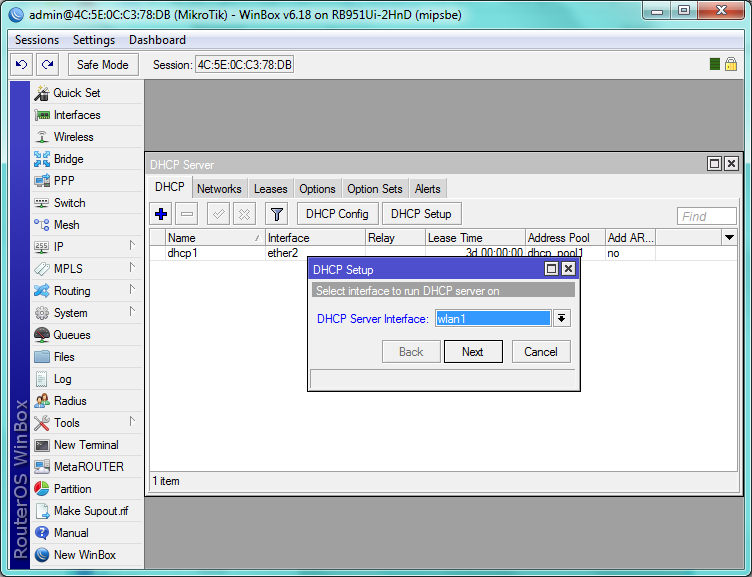 admin@4C:5E:0C:C3:78:DB (MikroTik) - WinBox v6.18 on RB951Ui-2HnD (mipsbe)
Sessions Settings Dashboard
Safe Mode Session: 4C:5E:0C:C3:78:DB
Quick Set
Interfaces
Wireless
Bridge
PPP
Switch
Mesh
IP
MPLS
Routing
System
Queues
Files
Log
Radius
Tools
New Terminal
MetaROUTER
Partition
Make Supout.rif
Manual
New WinBox
RouterOS WinBox
DHCP Server
DHCP Networks Leases Options Option Sets Alerts
DHCP Config DHCP Setup Find
Name / Interface Relay Lease Time Address Pool Add AR...
dhcp1 ether2 3d 00:00:00 dhcp_pool1 no
DHCP Setup
Select interface to run DHCP server on
DHCP Server Interface: wlan1
Back Next Cancel
1 item